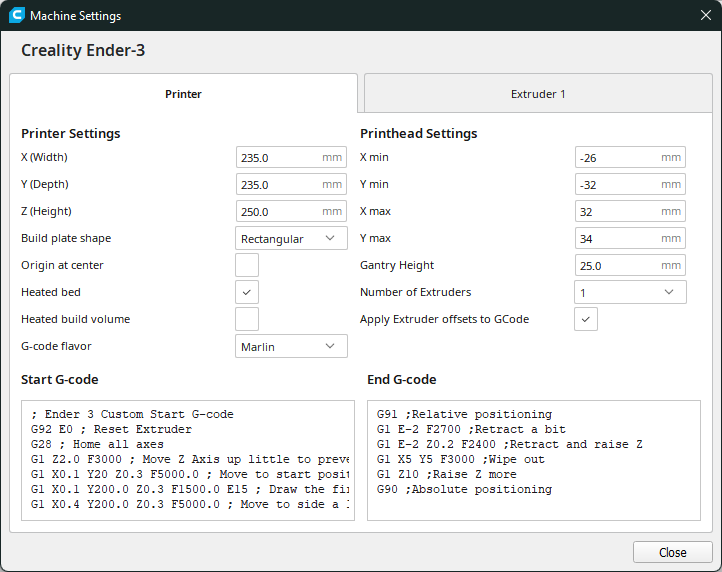 Machine Settings
Creality Ender-3
Printer
Extruder 1
Printer Settings
X (Width) 235.0 mm
Y (Depth) 235.0 mm
Z (Height) 250.0 mm
Build plate shape Rectangular
Origin at center
Heated bed
Heated build volume
G-code flavor Marlin
Printhead Settings
X min -26 mm
Y min -32 mm
X max 32 mm
Y max 34 mm
Gantry Height 25.0 mm
Number of Extruders 1
Apply Extruder offsets to GCode
Start G-code
; Ender 3 Custom Start G-code
G92 E0 ; Reset Extruder
G28 ; Home all axes
G1 Z2.0 F3000 ; Move Z Axis up little to preve
G1 X0.1 Y20 Z0.3 F5000.0 ; Move to start posit
G1 X0.1 Y200.0 Z0.3 F1500.0 E15 ; Draw the fir
G1 X0.4 Y200.0 Z0.3 F5000.0 ; Move to side a l
End G-code
G91 ;Relative positioning
G1 E-2 F2700 ;Retract a bit
G1 E-2 Z0.2 F2400 ;Retract and raise Z
G1 X5 Y5 F3000 ;Wipe out
G1 Z10 ;Raise Z more
G90 ;Absolute positioning
Close